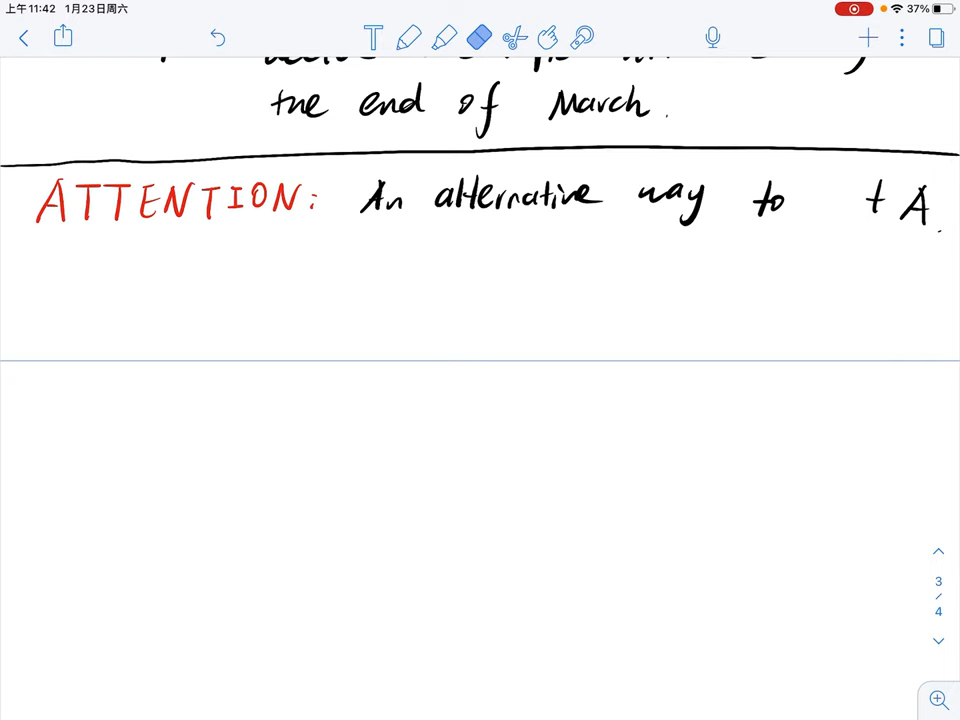 上午11:42 1月23日周六 37%
the end of March.
ATTENTION: An alternative way to t A
3
/
4